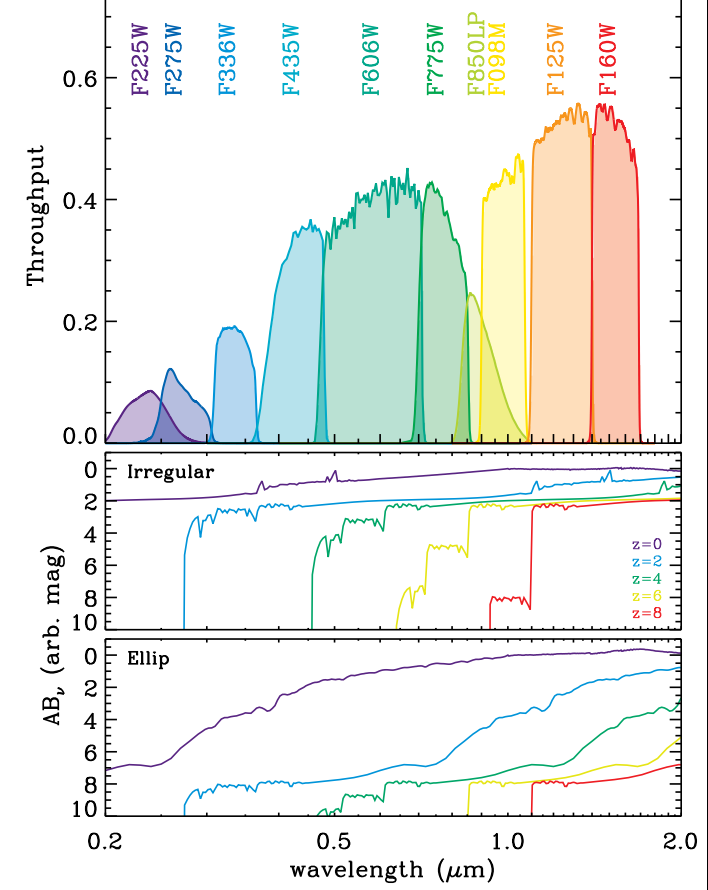 F225W
F275W
F336W
F435W
F606W
F775W
F850LP
F098M
F125W
F160W
0.6
0.4
0.2
0.0
Throughput
Irregular
0
2
4
6
8
10
z=0
z=2
z=4
z=6
z=8
ABν (arb. mag)
Ellip
0
2
4
6
8
10
0.2 0.5 1.0 2.0
wavelength (μm)